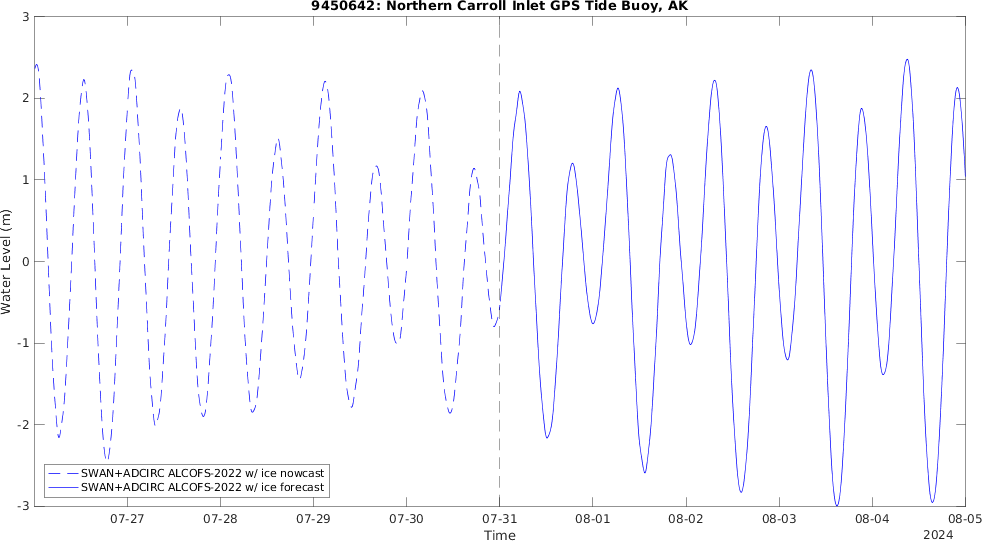 9450642: Northern Carroll Inlet GPS Tide Buoy, AK
3
2
1
0
-1
-2
-3
Water Level (m)
SWAN+ADCIRC ALCOFS-2022 w/ ice nowcast
SWAN+ADCIRC ALCOFS-2022 w/ ice forecast
07-27 07-28 07-29 07-30 07-31 08-01 08-02 08-03 08-04 08-05
Time
2024